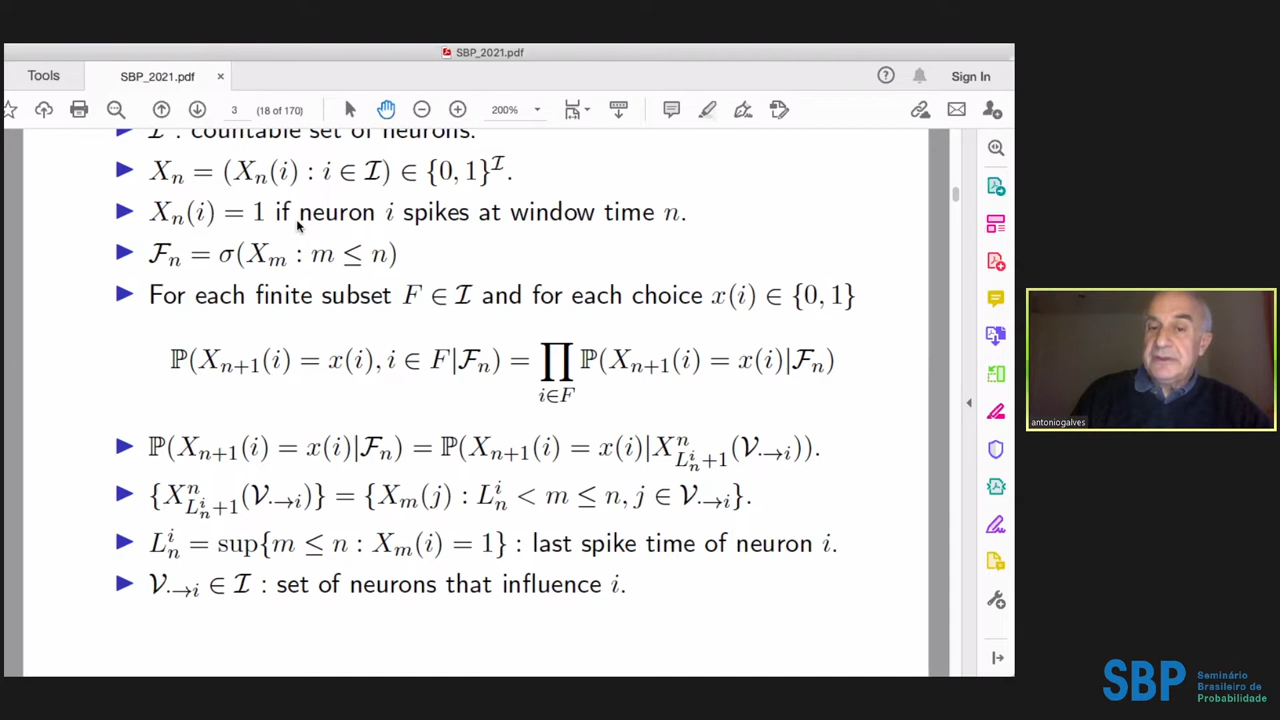 SBP_2021.pdf
Tools
SBP_2021.pdf ×
Sign In
3 (18 of 170)
200%
▶ I : countable set of neurons.
▶ X_n = (X_n(i) : i ∈ I) ∈ {0, 1}^I.
▶ X_n(i) = 1 if neuron i spikes at window time n.
▶ F_n = σ(X_m : m ≤ n)
▶ For each finite subset F ∈ I and for each choice x(i) ∈ {0, 1}
ℙ(X_{n+1}(i) = x(i), i ∈ F|F_n) = ∏_{i∈F} ℙ(X_{n+1}(i) = x(i)|F_n)
▶ ℙ(X_{n+1}(i) = x(i)|F_n) = ℙ(X_{n+1}(i) = x(i)|X^n_{L^i_n+1}(V_{·→i})).
▶ {X^n_{L^i_n+1}(V_{·→i})} = {X_m(j) : L^i_n < m ≤ n, j ∈ V_{·→i}}.
▶ L^i_n = sup{m ≤ n : X_m(i) = 1} : last spike time of neuron i.
▶ V_{·→i} ∈ I : set of neurons that influence i.
antoniogalves
SBP
Seminário
Brasileiro de
Probabilidade